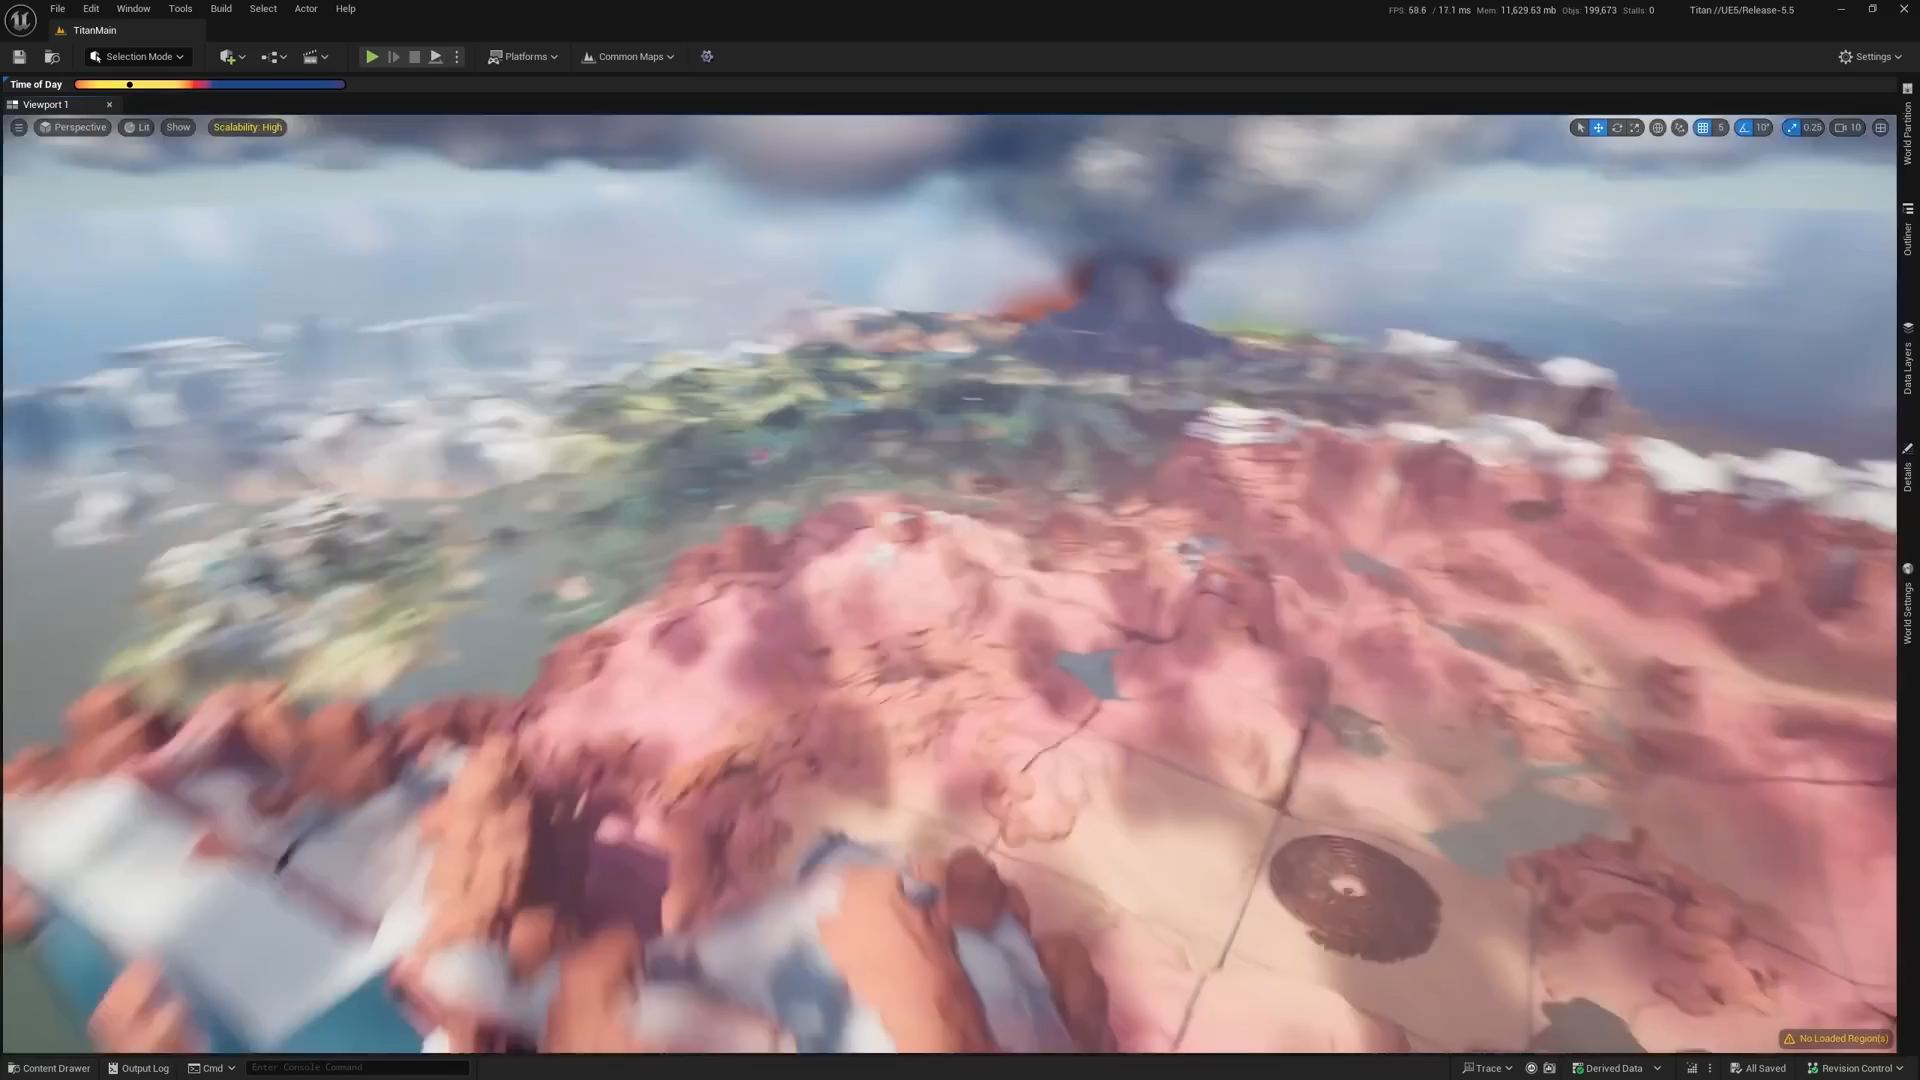 File Edit Window Tools Build Select Actor Help
FPS: 58.6 / 17.1 ms Mem: 11,629.53 mb Objs: 199,673 Stalls: 0 Titan //UE5/Release-5.5
TitanMain
Selection Mode Platforms Common Maps Settings
Time of Day
Viewport 1
Perspective Lit Show Scalability: High 5 10° 0.25 10
World Partition
Outliner
Data Layers
Details
World Settings
No Loaded Region(s)
Content Drawer Output Log Cmd Enter Console Command Trace Derived Data All Saved Revision Control